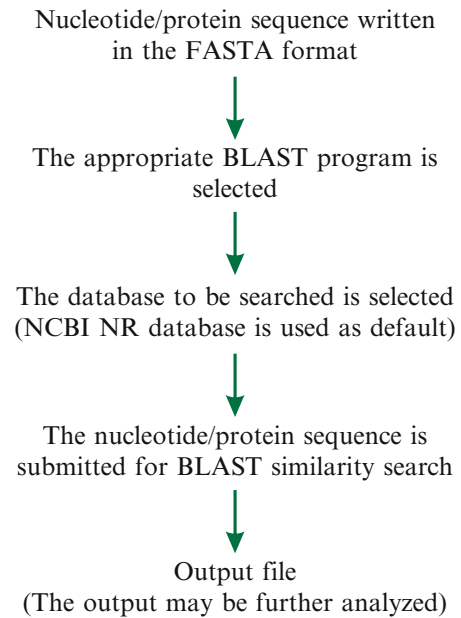 Nucleotide/protein sequence written
in the FASTA format
The appropriate BLAST program is
selected
The database to be searched is selected
(NCBI NR database is used as default)
The nucleotide/protein sequence is
submitted for BLAST similarity search
Output file
(The output may be further analyzed)